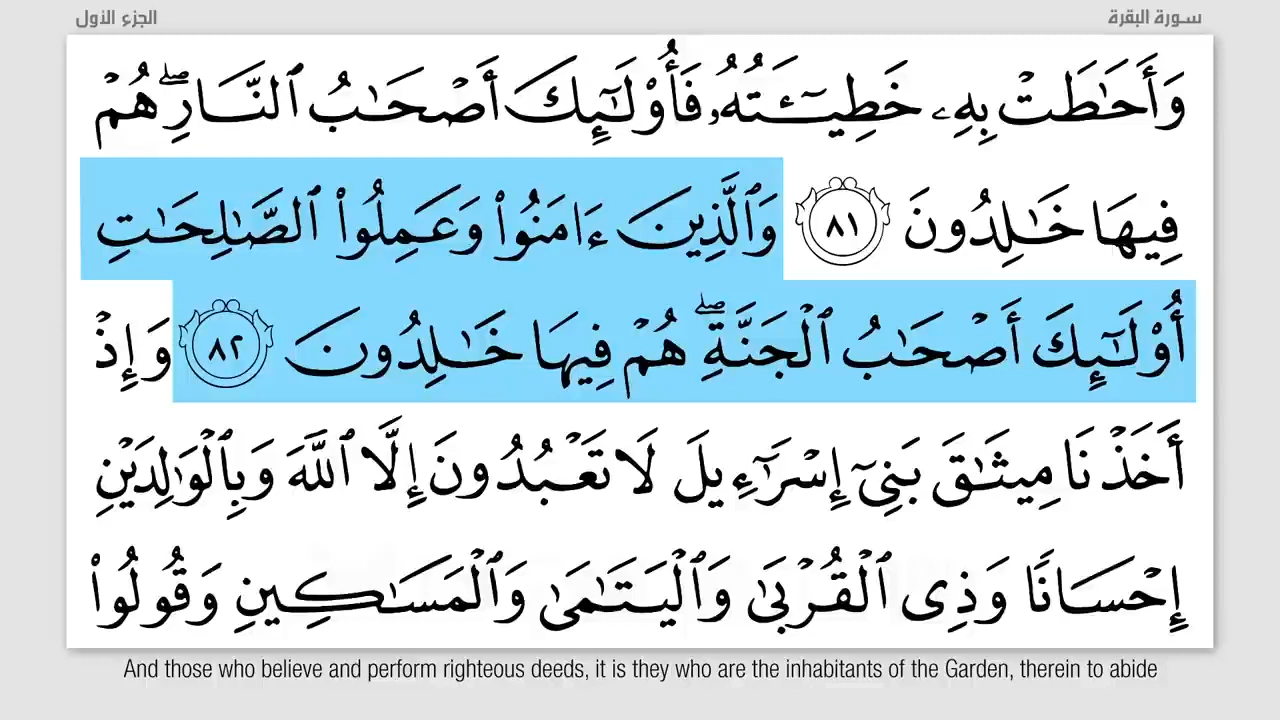 سورة البقرة
الجزء الأول
وَأَحَٰطَتْ بِهِۦ خَطِيٓـَٔتُهُۥ فَأُو۟لَٰٓئِكَ أَصْحَٰبُ ٱلنَّارِ ۖ هُمْ
فِيهَا خَٰلِدُونَ ٨١ وَٱلَّذِينَ ءَامَنُوا۟ وَعَمِلُوا۟ ٱلصَّٰلِحَٰتِ
أُو۟لَٰٓئِكَ أَصْحَٰبُ ٱلْجَنَّةِ ۖ هُمْ فِيهَا خَٰلِدُونَ ٨٢ وَإِذْ
أَخَذْنَا مِيثَٰقَ بَنِىٓ إِسْرَٰٓءِيلَ لَا تَعْبُدُونَ إِلَّا ٱللَّهَ وَبِٱلْوَٰلِدَيْنِ
إِحْسَانًا وَذِى ٱلْقُرْبَىٰ وَٱلْيَتَٰمَىٰ وَٱلْمَسَٰكِينِ وَقُولُوا۟
And those who believe and perform righteous deeds, it is they who are the inhabitants of the Garden, therein to abide